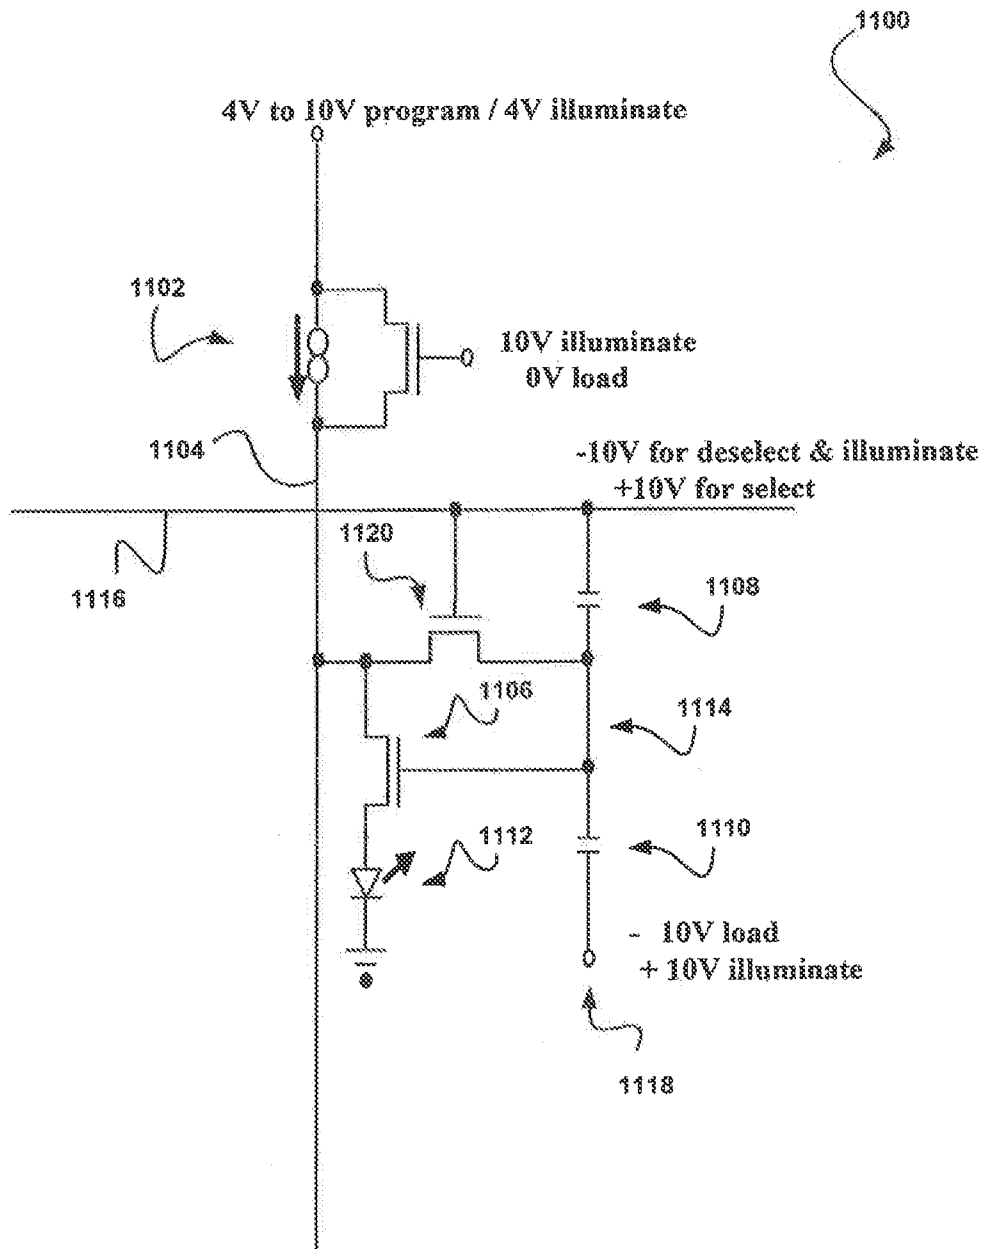 1100
4V to 10V program / 4V illuminate
1102
10V illuminate
0V load
1104
-10V for deselect & illuminate
+10V for select
1120
1116
1108
1106
1114
1112
1110
- 10V load
+ 10V illuminate
1118